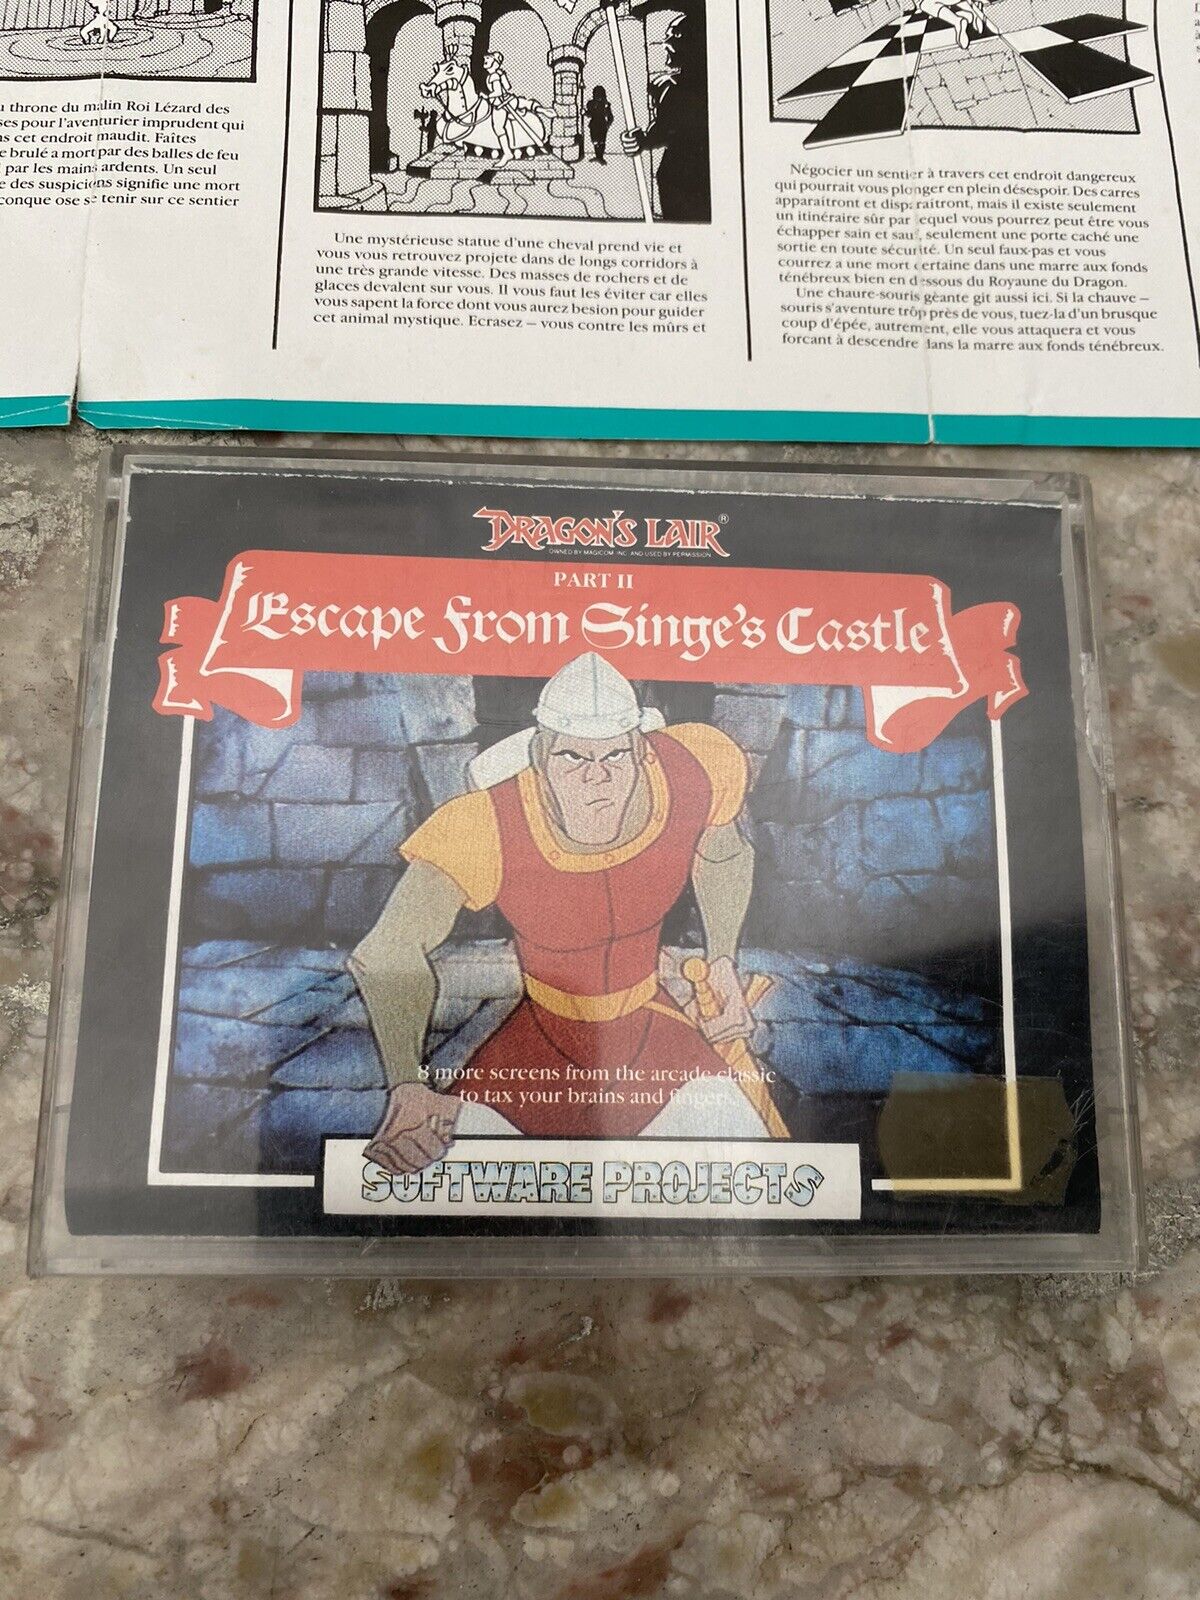 throne du malin Roi Lézard des
ses pour l'aventurier imprudent qui
ns cet endroit maudit. Faîtes
e brulé a mort par des balles de feu
par les mains ardents. Un seul
e des suspicions signifie une mort
conque ose se tenir sur ce sentier
Une mystérieuse statue d'une cheval prend vie et
vous vous retrouvez projete dans de longs corridors à
une très grande vitesse. Des masses de rochers et de
glaces devalent sur vous. Il vous faut les éviter car elles
vous sapent la force dont vous aurez besion pour guider
cet animal mystique. Ecrasez – vous contre les mûrs et
Négocier un sentier à travers cet endroit dangereux
qui pourrait vous plonger en plein désespoir. Des carres
apparaîtront et disparaîtront, mais il existe seulement
un itinéraire sûr par lequel vous pourrez peut être vous
échapper sain et sauf, seulement une porte caché une
sortie en toute sécurité. Un seul faux-pas et vous
courrez a une mort certaine dans une marre aux fonds
ténébreux bien en dessous du Royaume du Dragon.
Une chaure-souris gèante git aussi ici. Si la chauve –
souris s'aventure trop près de vous, tuez-la d'un brusque
coup d'épée, autrement, elle vous attaquera et vous
forcant à descendre dans la marre aux fonds ténébreux.
DRAGON'S LAIR®
OWNED BY MAGICOM INC. AND USED BY PERMISSION
PART II
Escape From Singe's Castle
8 more screens from the arcade classic
to tax your brains and fingers
SOFTWARE PROJECTS